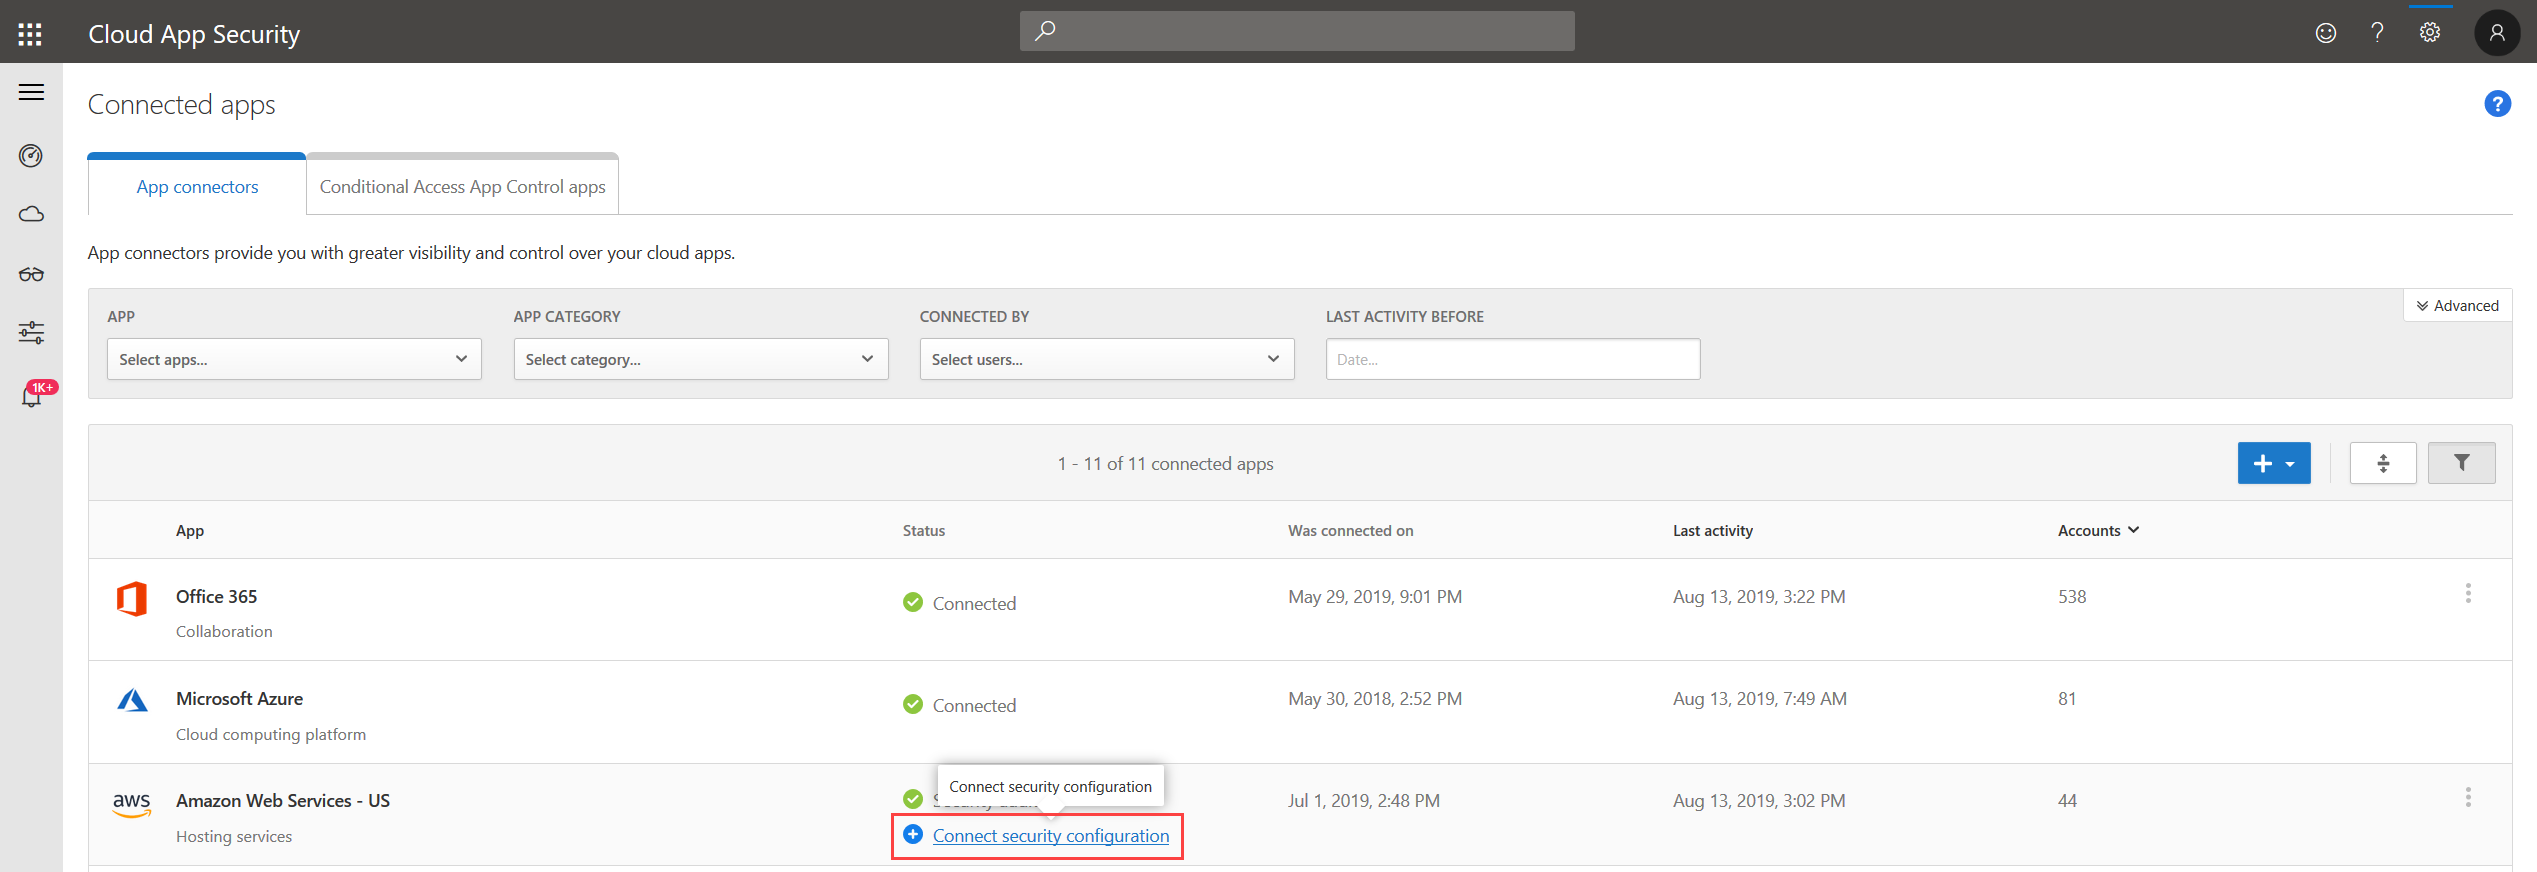 Cloud App Security
?
Connected apps
?
App connectors
Conditional Access App Control apps
App connectors provide you with greater visibility and control over your cloud apps.
Advanced
APP
APP CATEGORY
CONNECTED BY
LAST ACTIVITY BEFORE
Select apps...
Select category...
Select users...
Date...
1K+
1 - 11 of 11 connected apps
App
Status
Was connected on
Last activity
Accounts
Office 365
Connected
May 29, 2019, 9:01 PM
Aug 13, 2019, 3:22 PM
538
Collaboration
Microsoft Azure
Connected
May 30, 2018, 2:52 PM
Aug 13, 2019, 7:49 AM
81
Cloud computing platform
Connect security configuration
aws
Amazon Web Services - US
Jul 1, 2019, 2:48 PM
Aug 13, 2019, 3:02 PM
44
Hosting services
Connect security configuration